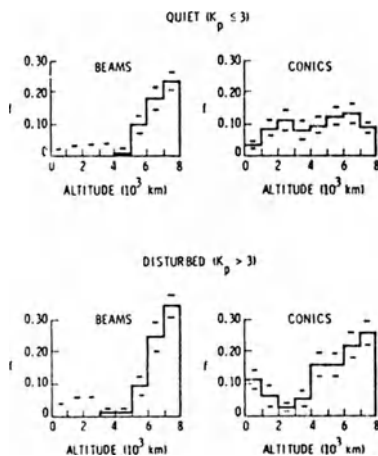 QUIET (Kp ≤ 3)
BEAMS CONICS
0.30 0.30
0.20 0.20
f f
0.10 0.10
0 0
0 2 4 6 8 0 2 4 6 8
ALTITUDE (10³ km) ALTITUDE (10³ km)
DISTURBED (Kp > 3)
BEAMS CONICS
0.30 0.30
0.20 0.20
f f
0.10 0.10
0 0
0 2 4 6 8 0 2 4 6 8
ALTITUDE (10³ km) ALTITUDE (10³ km)